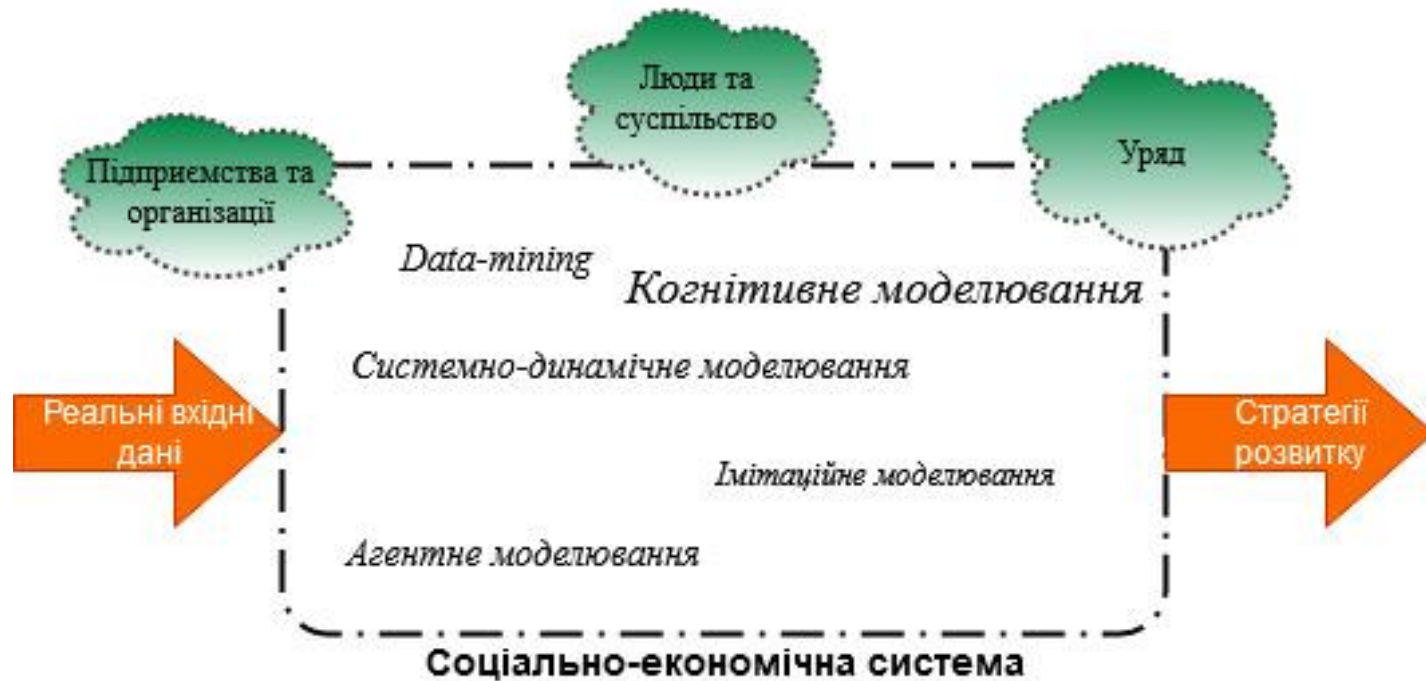 Люди та
суспільство
Уряд
Підприємства та
організації
Data-mining
Когнітивне моделювання
Системно-динамічне моделювання
Реальні вхідні
дані
Стратегії
розвитку
Імітаційне моделювання
Агентне моделювання
Соціально-економічна система